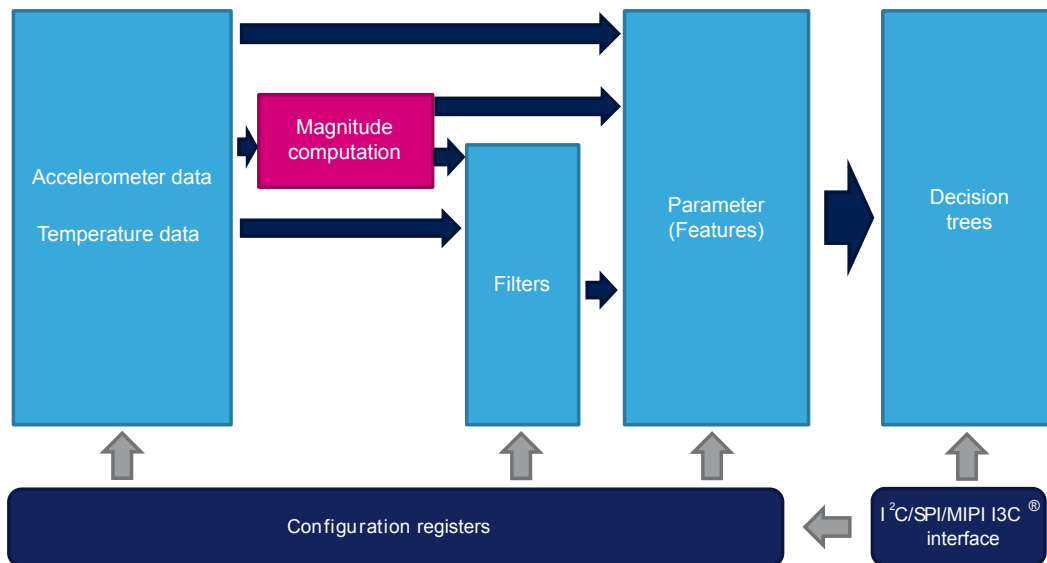 Accelerometer data
Temperature data
Magnitude
computation
Filters
Parameter
(Features)
Decision
trees
Configuration registers
I²C/SPI/MIPI I3C®
interface